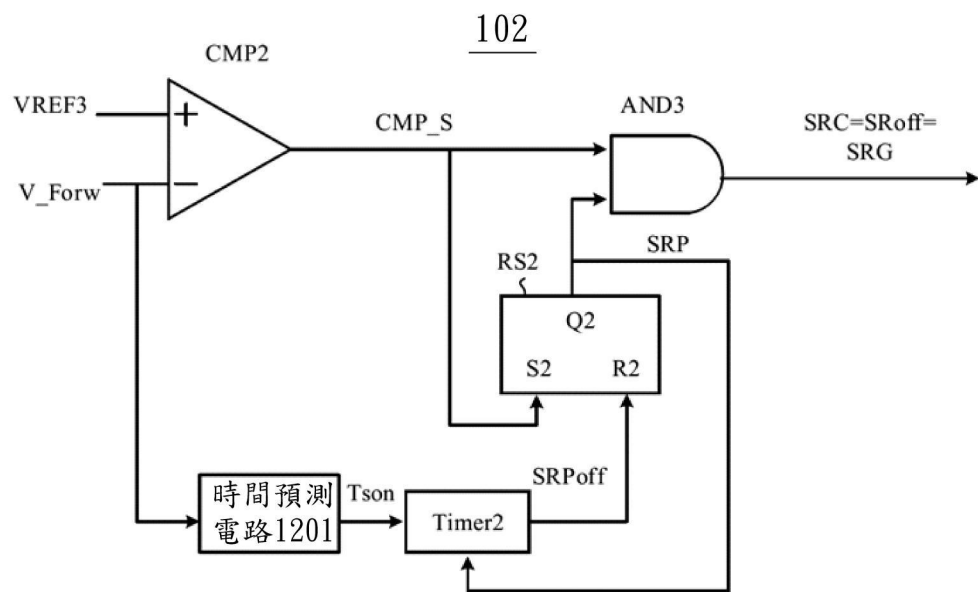 102
CMP2
VREF3
+
CMP_S
AND3
SRC=SRoff=
SRG
V_Forw
−
SRP
RS2
Q2
S2
R2
SRPoff
時間預測
電路1201
Tson
Timer2